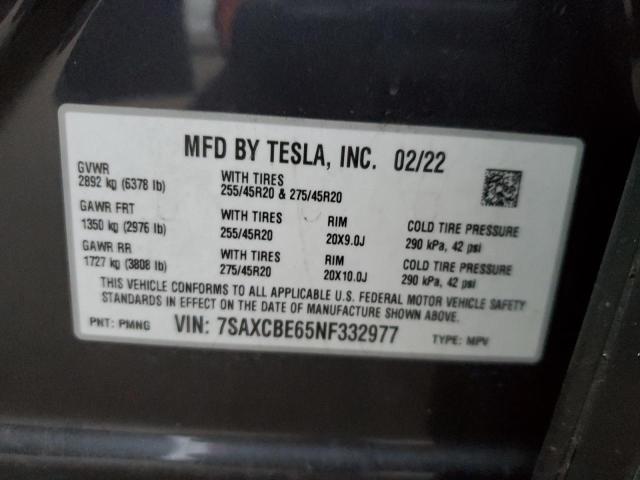 MFD BY TESLA, INC. 02/22
GVWR
2892 kg (6378 lb)
WITH TIRES
255/45R20 & 275/45R20
GAWR FRT
1350 kg (2976 lb)
WITH TIRES
255/45R20
RIM
20X9.0J
COLD TIRE PRESSURE
290 kPa, 42 psi
GAWR RR
1727 kg (3808 lb)
WITH TIRES
275/45R20
RIM
20X10.0J
COLD TIRE PRESSURE
290 kPa, 42 psi
THIS VEHICLE CONFORMS TO ALL APPLICABLE U.S. FEDERAL MOTOR VEHICLE SAFETY
STANDARDS IN EFFECT ON THE DATE OF MANUFACTURE SHOWN ABOVE.
PNT: PMNG VIN: 7SAXCBE65NF332977 TYPE: MPV